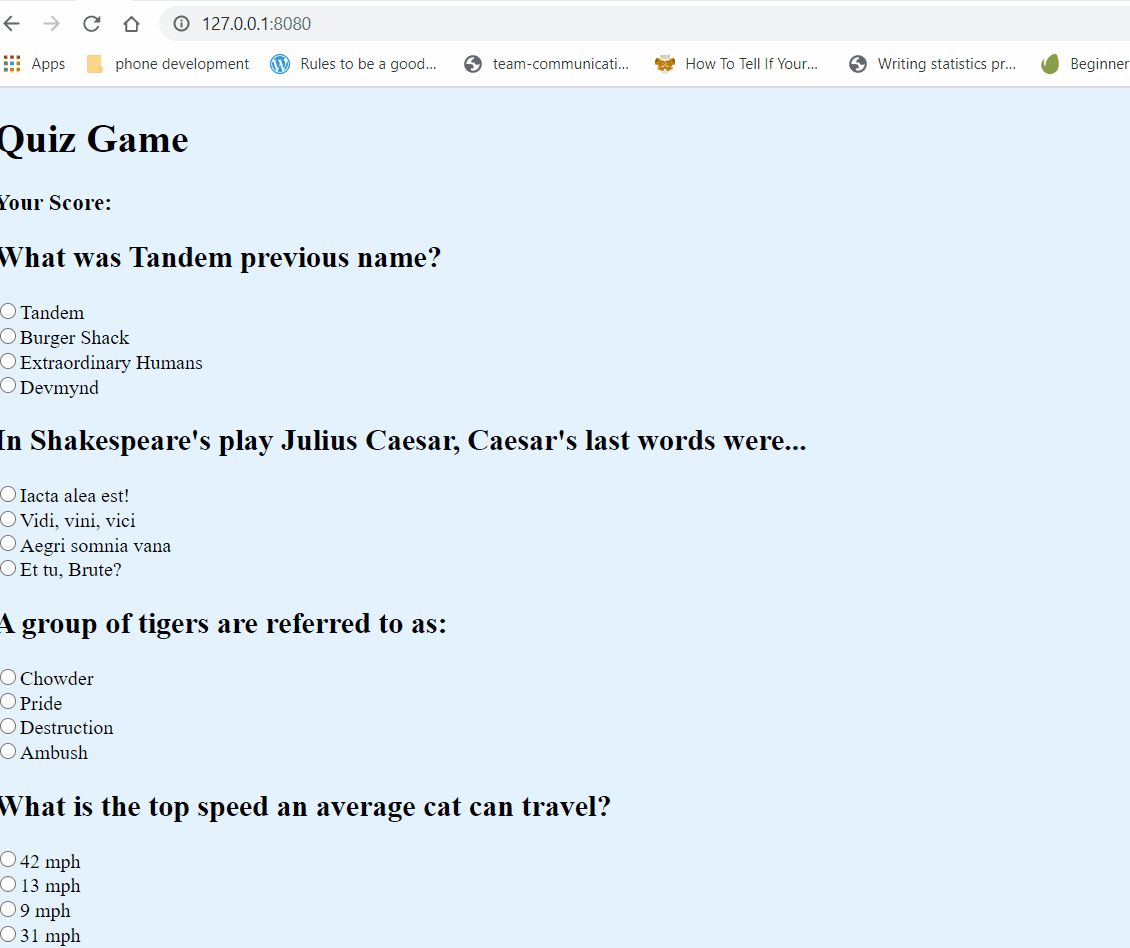 127.0.0.1:8080
Apps phone development Rules to be a good... team-communicati... How To Tell If Your... Writing statistics pr... Beginner
Quiz Game
Your Score:
What was Tandem previous name?
Tandem
Burger Shack
Extraordinary Humans
Devmynd
In Shakespeare's play Julius Caesar, Caesar's last words were...
Iacta alea est!
Vidi, vini, vici
Aegri somnia vana
Et tu, Brute?
A group of tigers are referred to as:
Chowder
Pride
Destruction
Ambush
What is the top speed an average cat can travel?
42 mph
13 mph
9 mph
31 mph